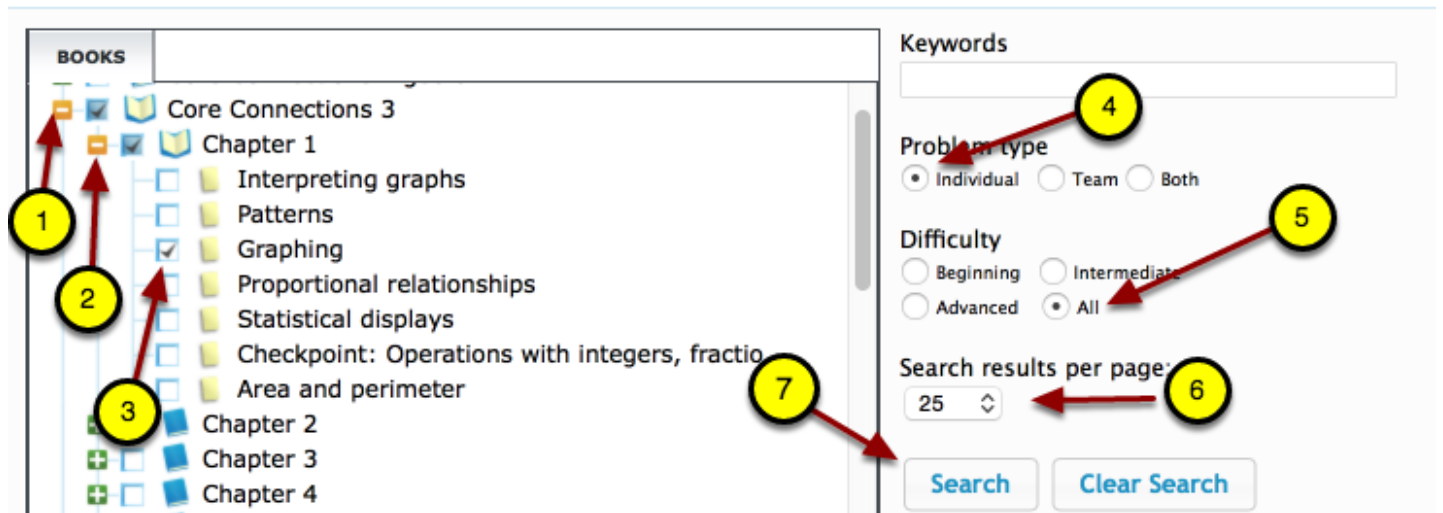 BOOKS
Core Connections 3
Chapter 1
Interpreting graphs
Patterns
Graphing
Proportional relationships
Statistical displays
Checkpoint: Operations with integers, fractio
Area and perimeter
Chapter 2
Chapter 3
Chapter 4
1
2
3
Keywords
4
Problem type
Individual Team Both
5
Difficulty
Beginning Intermediate
Advanced All
Search results per page:
25
6
7
Search Clear Search